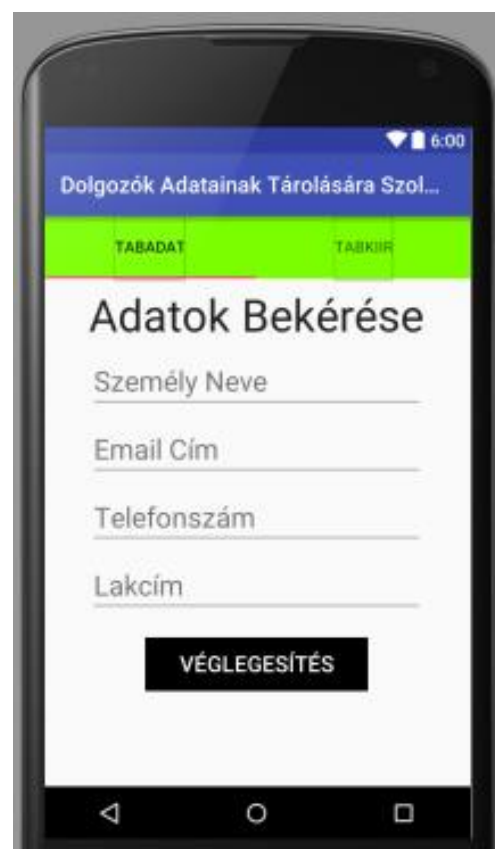 6:00
Dolgozók Adatainak Tárolására Szol...
TABADAT TABKIIR
Adatok Bekérése
Személy Neve
Email Cím
Telefonszám
Lakcím
VÉGLEGESÍTÉS